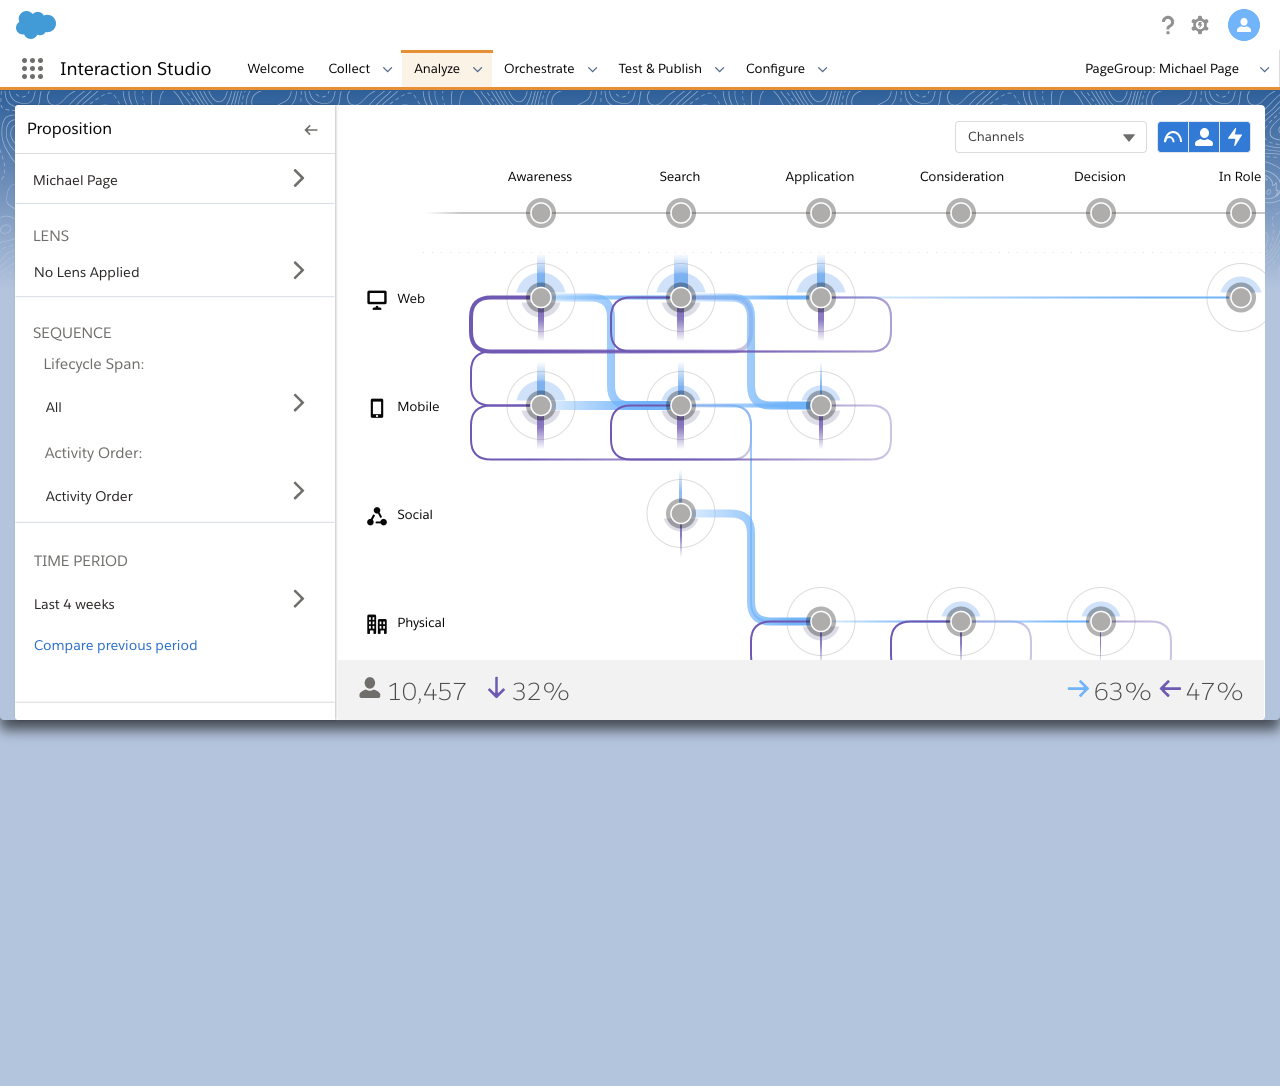 ?
Interaction Studio
Welcome
Collect
Analyze
Orchestrate
Test & Publish
Configure
PageGroup: Michael Page
Proposition
Michael Page
LENS
No Lens Applied
SEQUENCE
Lifecycle Span:
All
Activity Order:
Activity Order
TIME PERIOD
Last 4 weeks
Compare previous period
Channels
Awareness
Search
Application
Consideration
Decision
In Role
Web
Mobile
Social
Physical
10,457
32%
63%
47%